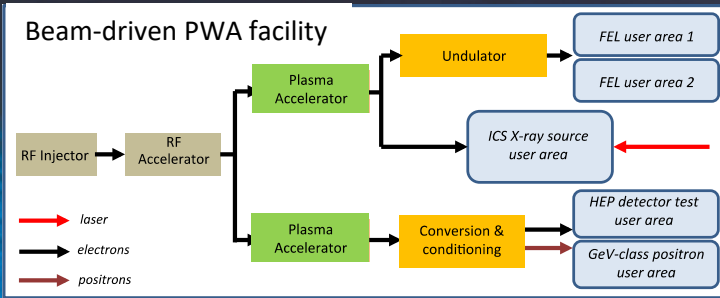 Beam-driven PWA facility
FEL user area 1
Undulator
FEL user area 2
Plasma
Accelerator
ICS X-ray source
user area
RF Injector
RF
Accelerator
HEP detector test
user area
laser
electrons
positrons
Plasma
Accelerator
Conversion &
conditioning
GeV-class positron
user area